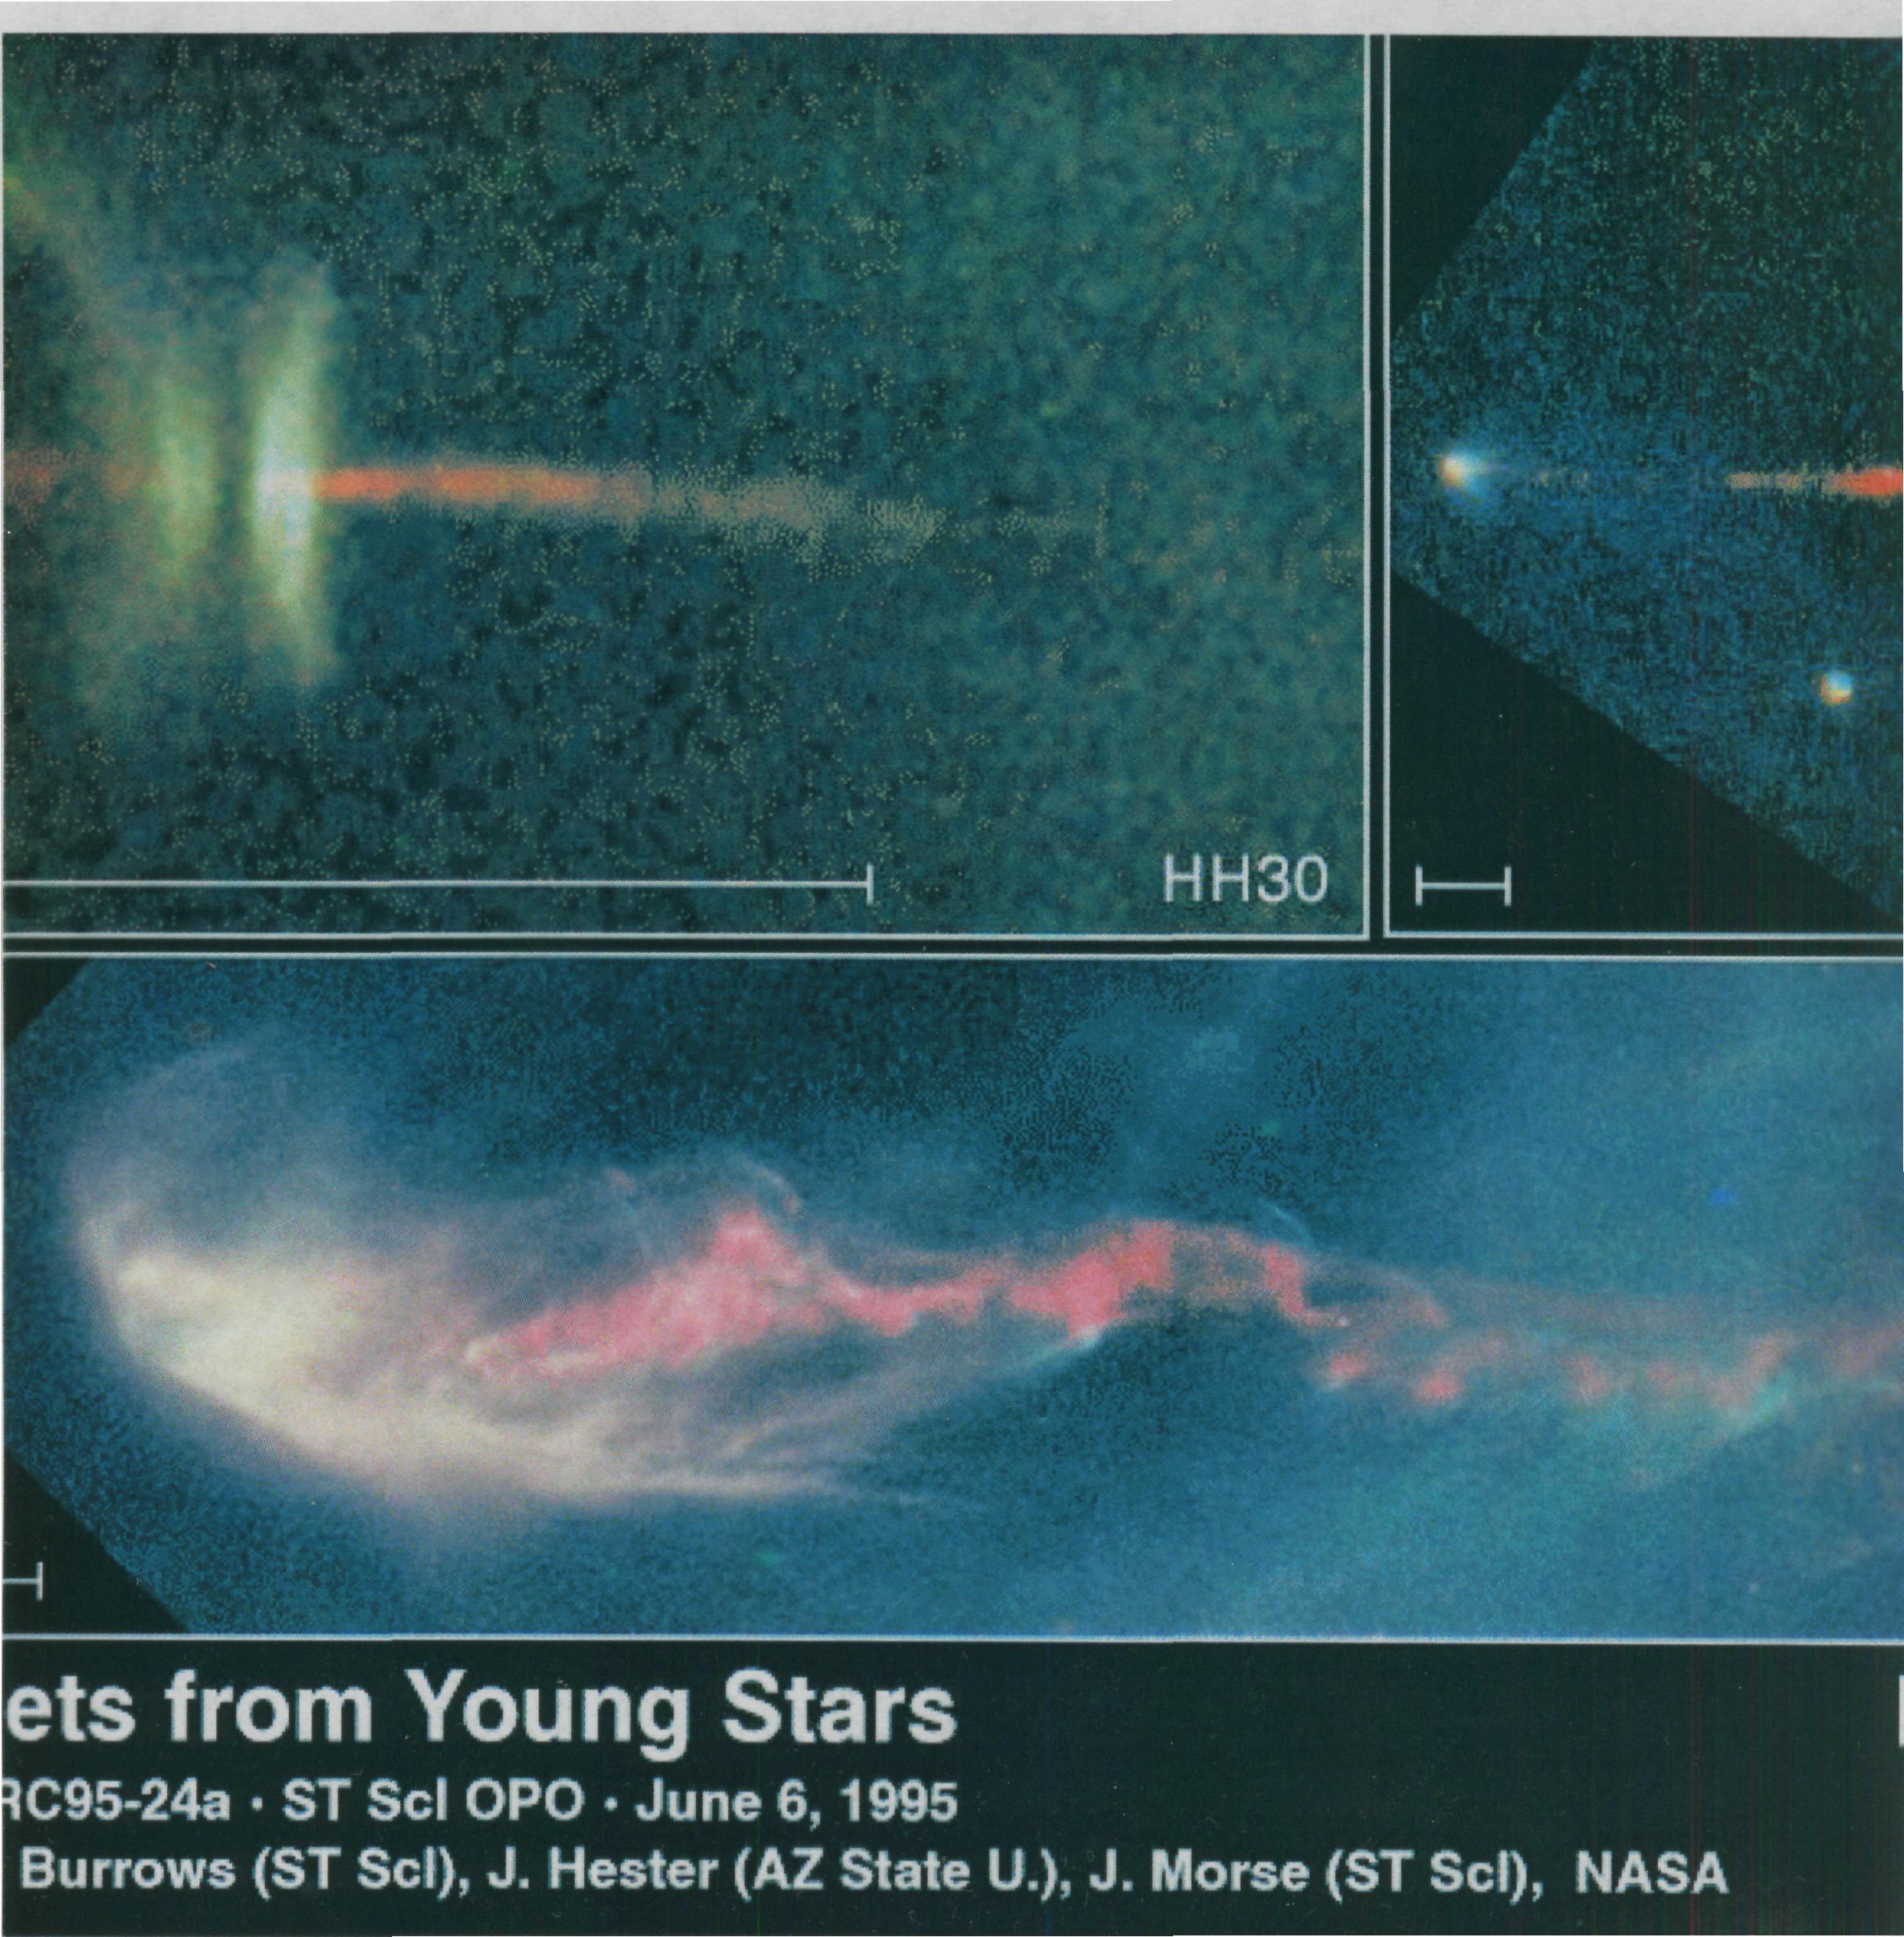 HH30
ets from Young Stars
RC95-24a · ST ScI OPO · June 6, 1995
Burrows (ST ScI), J. Hester (AZ State U.), J. Morse (ST ScI), NASA